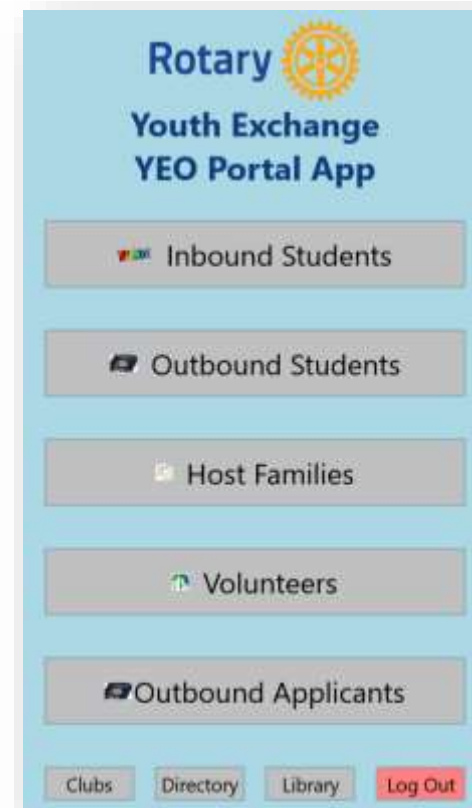 Rotary
Youth Exchange
YEO Portal App
Inbound Students
Outbound Students
Host Families
Volunteers
Outbound Applicants
Clubs Directory Library Log Out